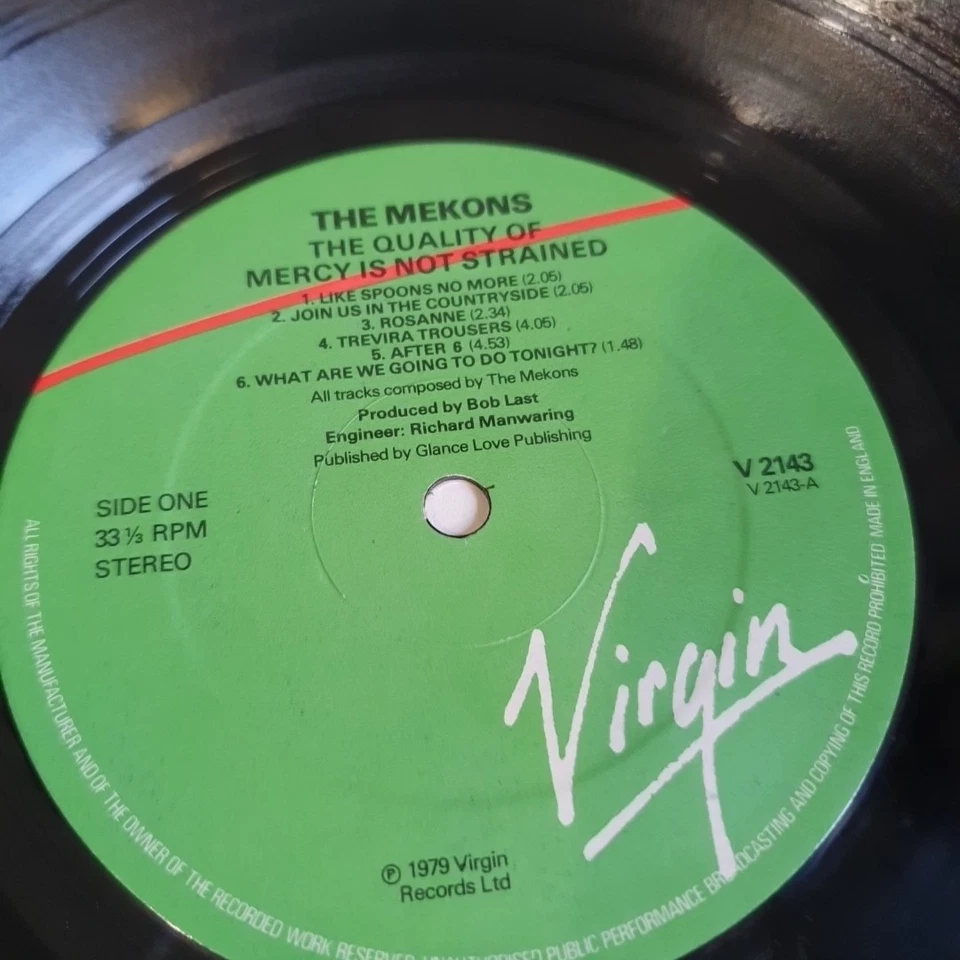 THE MEKONS
THE QUALITY OF
MERCY IS NOT STRAINED
1. LIKE SPOONS NO MORE (2.05)
2. JOIN US IN THE COUNTRYSIDE (2.05)
3. ROSANNE (2.34)
4. TREVIRA TROUSERS (4.05)
5. AFTER 6 (4.53)
6. WHAT ARE WE GOING TO DO TONIGHT? (1.48)
All tracks composed by The Mekons
Produced by Bob Last
Engineer: Richard Manwaring
Published by Glance Love Publishing
SIDE ONE
33 ⅓ RPM
STEREO
V 2143
V 2143-A
Virgin
℗ 1979 Virgin
Records Ltd
ALL RIGHTS OF THE MANUFACTURER AND OF THE OWNER OF THE RECORDED WORK RESERVED. UNAUTHORISED PUBLIC PERFORMANCE BROADCASTING AND COPYING OF THIS RECORD PROHIBITED MADE IN ENGLAND